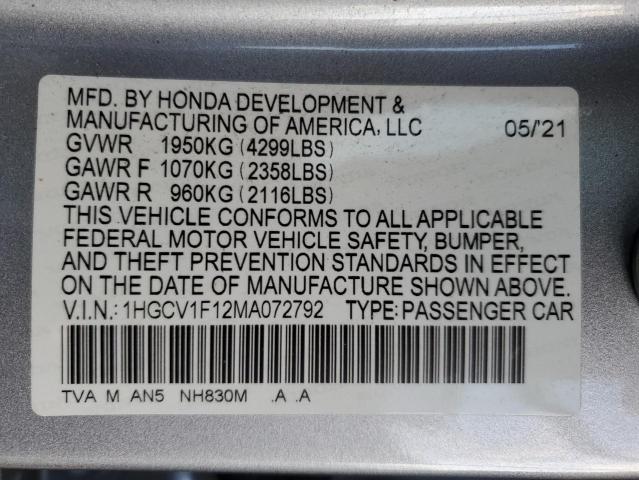 MFD. BY HONDA DEVELOPMENT &
MANUFACTURING OF AMERICA, LLC 05/'21
GVWR 1950KG (4299LBS)
GAWR F 1070KG (2358LBS)
GAWR R 960KG (2116LBS)
THIS VEHICLE CONFORMS TO ALL APPLICABLE
FEDERAL MOTOR VEHICLE SAFETY, BUMPER,
AND THEFT PREVENTION STANDARDS IN EFFECT
ON THE DATE OF MANUFACTURE SHOWN ABOVE.
V.I.N.: 1HGCV1F12MA072792 TYPE: PASSENGER CAR
TVA M AN5 NH830M .A .A